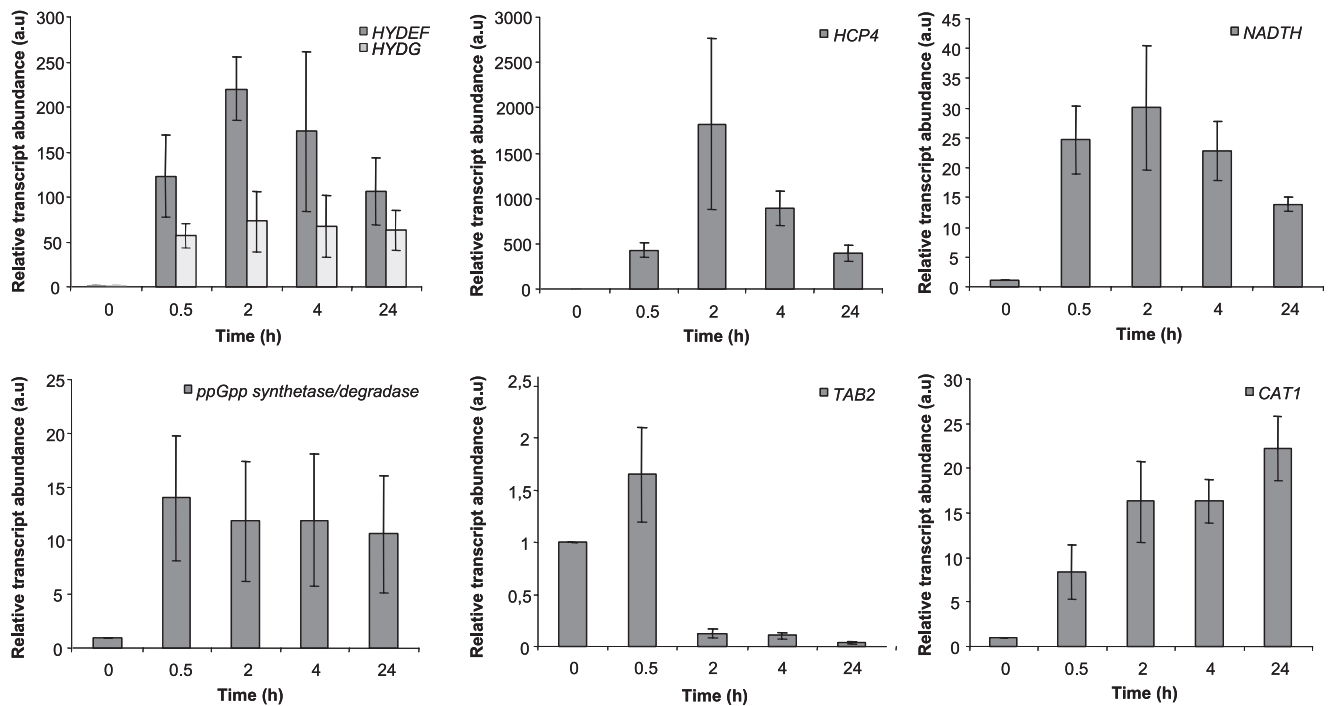 Relative transcript abundance (a.u)
300
250
200
150
100
50
0
HYDEF
HYDG
0 0.5 2 4 24
Time (h)
Relative transcript abundance (a.u)
3000
2500
2000
1500
1000
500
0
HCP4
0 0.5 2 4 24
Time (h)
Relative transcript abundance (a.u)
45
40
35
30
25
20
15
10
5
0
NADTH
0 0.5 2 4 24
Time (h)
Relative transcript abundance (a.u)
25
20
15
10
5
0
ppGpp synthetase/degradase
0 0.5 2 4 24
Time (h)
Relative transcript abundance (a.u)
2,5
2
1,5
1
0,5
0
TAB2
0 0.5 2 4 24
Time (h)
Relative transcript abundance (a.u)
30
25
20
15
10
5
0
CAT1
0 0.5 2 4 24
Time (h)